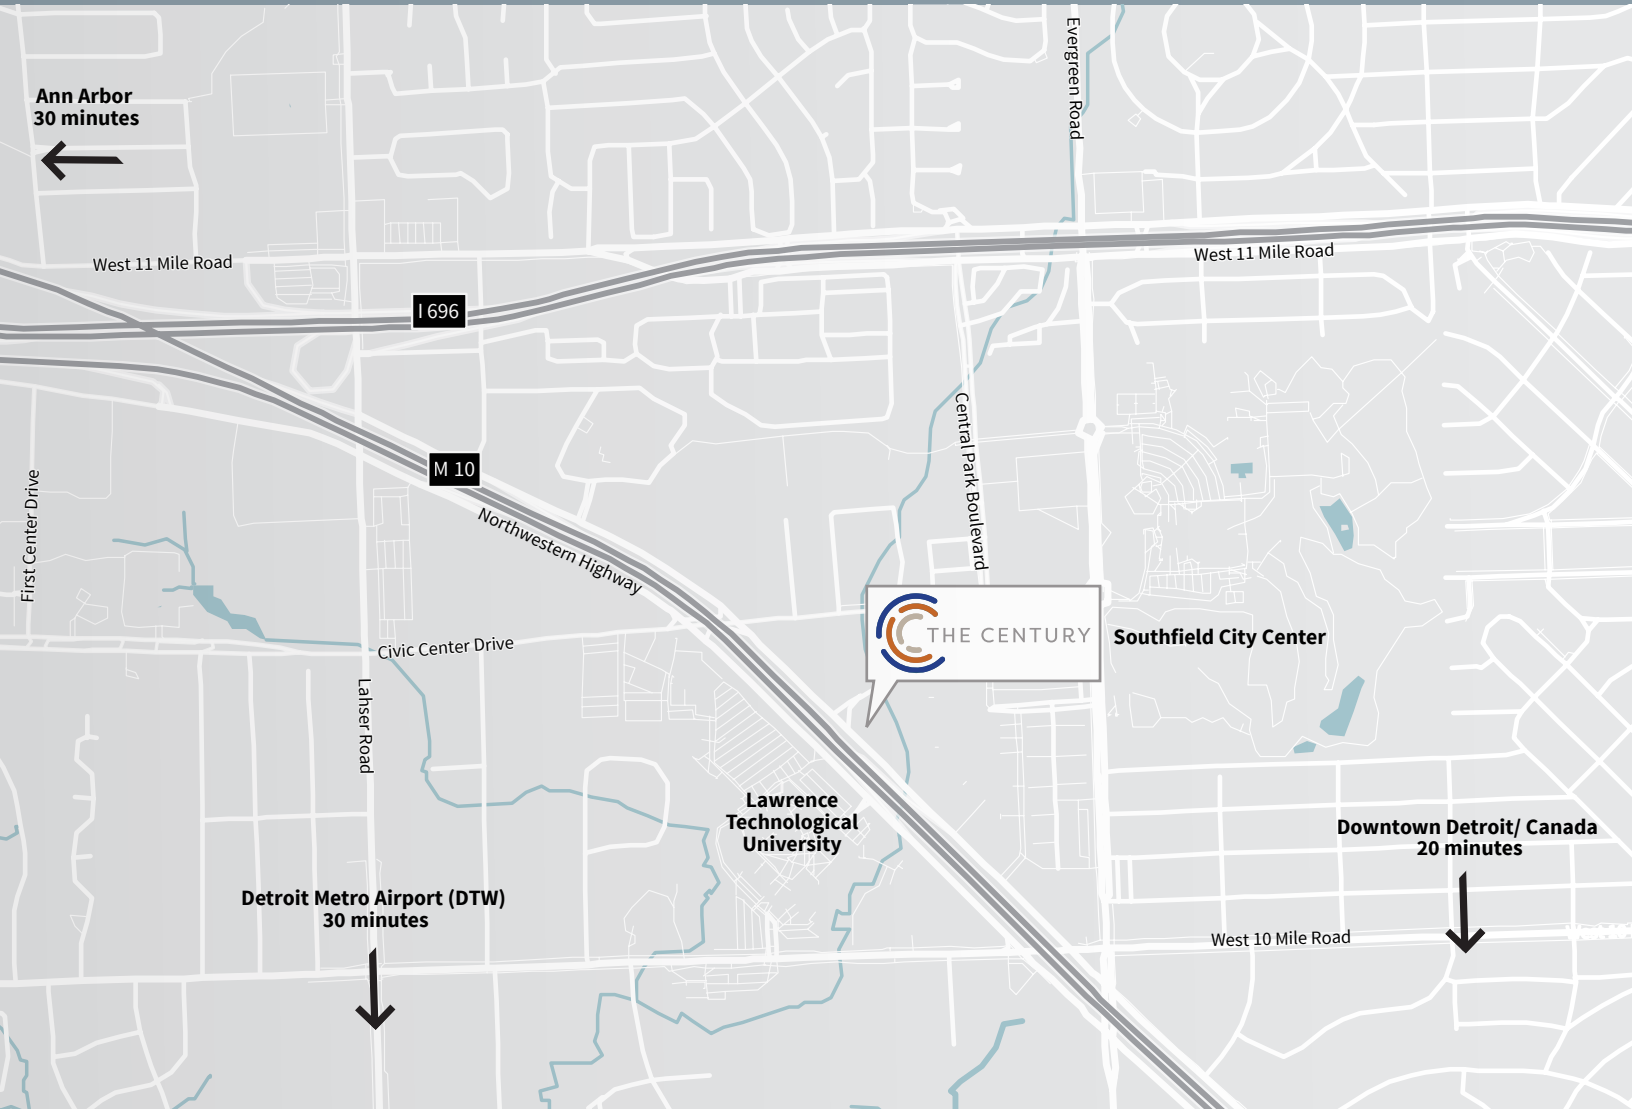 Evergreen Road
Ann Arbor
30 minutes
West 11 Mile Road
West 11 Mile Road
I 696
Central Park Boulevard
M 10
First Center Drive
Northwestern Highway
THE CENTURY
Southfield City Center
Civic Center Drive
Lahser Road
Lawrence
Technological
University
Downtown Detroit/ Canada
20 minutes
Detroit Metro Airport (DTW)
30 minutes
West 10 Mile Road